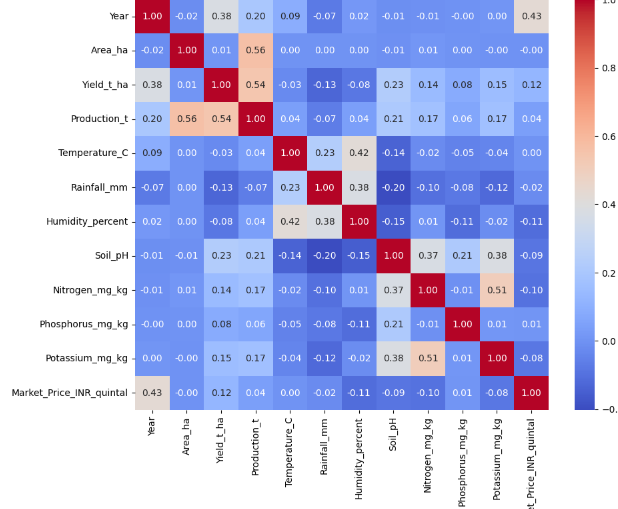 Year 1.00 -0.02 0.38 0.20 0.09 -0.07 0.02 -0.01 -0.01 -0.00 0.00 0.43
Area_ha -0.02 1.00 0.01 0.56 0.00 0.00 0.00 -0.01 0.01 0.00 -0.00 -0.00
Yield_t_ha 0.38 0.01 1.00 0.54 -0.03 -0.13 -0.08 0.23 0.14 0.08 0.15 0.12
Production_t 0.20 0.56 0.54 1.00 0.04 -0.07 0.04 0.21 0.17 0.06 0.17 0.04
Temperature_C 0.09 0.00 -0.03 0.04 1.00 0.23 0.42 -0.14 -0.02 -0.05 -0.04 0.00
Rainfall_mm -0.07 0.00 -0.13 -0.07 0.23 1.00 0.38 -0.20 -0.10 -0.08 -0.12 -0.02
Humidity_percent 0.02 0.00 -0.08 0.04 0.42 0.38 1.00 -0.15 0.01 -0.11 -0.02 -0.11
Soil_pH -0.01 -0.01 0.23 0.21 -0.14 -0.20 -0.15 1.00 0.37 0.21 0.38 -0.09
Nitrogen_mg_kg -0.01 0.01 0.14 0.17 -0.02 -0.10 0.01 0.37 1.00 -0.01 0.51 -0.10
Phosphorus_mg_kg -0.00 0.00 0.08 0.06 -0.05 -0.08 -0.11 0.21 -0.01 1.00 0.01 0.01
Potassium_mg_kg 0.00 -0.00 0.15 0.17 -0.04 -0.12 -0.02 0.38 0.51 0.01 1.00 -0.08
Market_Price_INR_quintal 0.43 -0.00 0.12 0.04 0.00 -0.02 -0.11 -0.09 -0.10 0.01 -0.08 1.00
Year
Area_ha
Yield_t_ha
Production_t
Temperature_C
Rainfall_mm
Humidity_percent
Soil_pH
Nitrogen_mg_kg
Phosphorus_mg_kg
Potassium_mg_kg
et_Price_INR_quintal
0.8
0.6
0.4
0.2
0.0